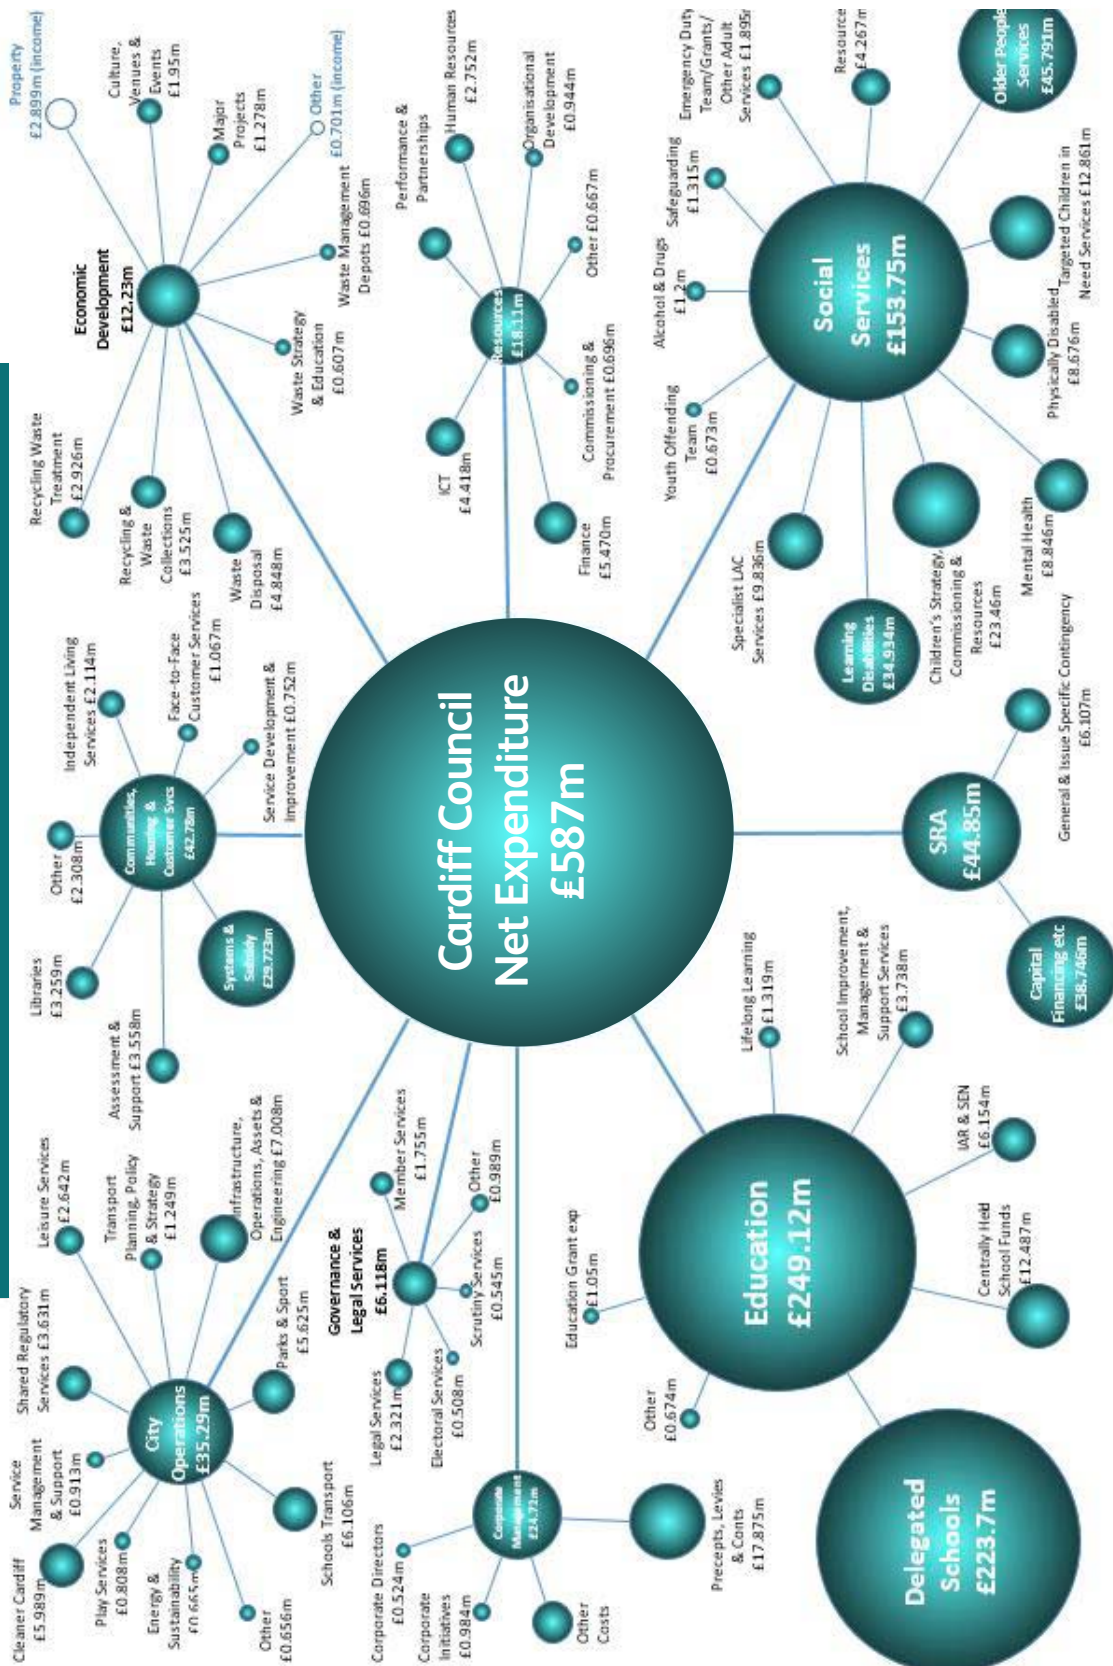 Cardiff Council
Net Expenditure
£587m
City
Operations
£35.29m
Cleaner Cardiff
£5.989m
Service
Management
& Support
£0.913m
Shared Regulatory
Services £3.631m
Leisure Services
£2.642m
Transport
Planning, Policy
& Strategy
£1.249m
Infrastructure,
Operations, Assets &
Engineering £7.008m
Parks & Sport
£5.625m
Schools Transport
£6.106m
Other
£0.656m
Energy &
Sustainability
£0.665m
Play Services
£0.808m
Communities,
Housing &
Customer Svcs
£42.78m
Assessment &
Support £3.558m
Libraries
£3.259m
Other
£2.308m
Independent Living
Services £2.114m
Face-to-Face
Customer Services
£1.067m
Service Development &
Improvement £0.752m
Systems &
Subsidy
£29.723m
Economic
Development
£12.23m
Recycling Waste
Treatment
£2.926m
Recycling &
Waste
Collections
£3.525m
Waste
Disposal
£4.848m
Waste Strategy
& Education
£0.607m
Waste Management
Depots £0.696m
Other
£0.701m (income)
Major
Projects
£1.278m
Culture,
Venues &
Events
£1.95m
Property
£2.899m (income)
Governance &
Legal Services
£6.118m
Legal Services
£2.321m
Electoral Services
£0.508m
Scrutiny Services
£0.545m
Other
£0.989m
Member Services
£1.755m
Resources
£18.11m
ICT
£4.418m
Performance &
Partnerships
Human Resources
£2.752m
Organisational
Development
£0.944m
Other £0.667m
Commissioning &
Procurement £0.696m
Finance
£5.470m
Corporate
Management
£24.72m
Corporate Directors
£0.524m
Corporate
Initiatives
£0.984m
Other
Costs
Precepts, Levies
& Conts
£17.875m
Education
£249.12m
Other
£0.674m
Education Grant exp
£1.05m
Lifelong Learning
£1.319m
School Improvement,
Management &
Support Services
£3.738m
IAR & SEN
£6.154m
Centrally Held
School Funds
£12.487m
Delegated
Schools
£223.7m
SRA
£44.85m
Capital
Financing etc
£38.746m
General & Issue Specific Contingency
£6.107m
Social
Services
£153.75m
Youth Offending
Team
£0.673m
Alcohol & Drugs
£1.2m
Safeguarding
£1.315m
Emergency Duty
Team/Grants/
Other Adult
Services £1.895m
Resource
£4.267m
Older People
Services
£45.791m
Targeted Children in
Need Services £12.861m
Physically Disabled
£8.676m
Mental Health
£8.846m
Children's Strategy,
Commissioning &
Resources
£23.46m
Learning
Disabilities
£34.934m
Specialist LAC
Services £9.836m